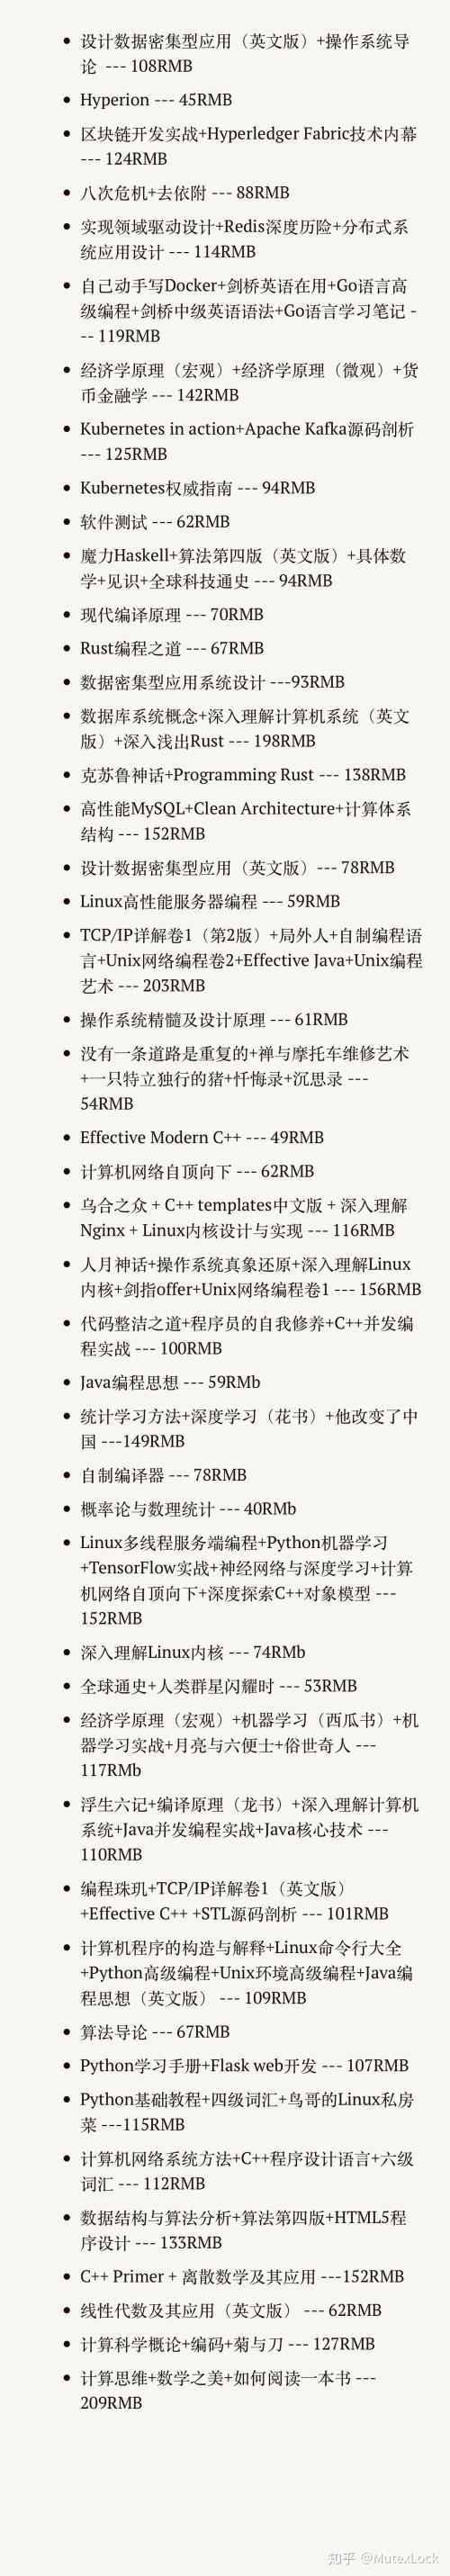 设计数据密集型应用（英文版）+操作系统导
论 --- 108RMB
Hyperion --- 45RMB
区块链开发实战+Hyperledger Fabric技术内幕
--- 124RMB
八次危机+去依附 --- 88RMB
实现领域驱动设计+Redis深度历险+分布式系
统应用设计 --- 114RMB
自己动手写Docker+剑桥英语在用+Go语言高
级编程+剑桥中级英语语法+Go语言学习笔记 -
-- 119RMB
经济学原理（宏观）+经济学原理（微观）+货
币金融学 --- 142RMB
Kubernetes in action+Apache Kafka源码剖析
--- 125RMB
Kubernetes权威指南 --- 94RMB
软件测试 --- 62RMB
魔力Haskell+算法第四版（英文版）+具体数
学+见识+全球科技通史 --- 94RMB
现代编译原理 --- 70RMB
Rust编程之道 --- 67RMB
数据密集型应用系统设计 ---93RMB
数据库系统概念+深入理解计算机系统（英文
版）+深入浅出Rust --- 198RMB
克苏鲁神话+Programming Rust --- 138RMB
高性能MySQL+Clean Architecture+计算体系
结构 --- 152RMB
设计数据密集型应用（英文版）--- 78RMB
Linux高性能服务器编程 --- 59RMB
TCP/IP详解卷1（第2版）+局外人+自制编程语
言+Unix网络编程卷2+Effective Java+Unix编程
艺术 --- 203RMB
操作系统精髓及设计原理 --- 61RMB
没有一条道路是重复的+禅与摩托车维修艺术
+一只特立独行的猪+忏悔录+沉思录 ---
54RMB
Effective Modern C++ --- 49RMB
计算机网络自顶向下 --- 62RMB
乌合之众 + C++ templates中文版 + 深入理解
Nginx + Linux内核设计与实现 --- 116RMB
人月神话+操作系统真象还原+深入理解Linux
内核+剑指offer+Unix网络编程卷1 --- 156RMB
代码整洁之道+程序员的自我修养+C++并发编
程实战 --- 100RMB
Java编程思想 --- 59RMb
统计学习方法+深度学习（花书）+他改变了中
国 ---149RMB
自制编译器 --- 78RMB
概率论与数理统计 --- 40RMb
Linux多线程服务端编程+Python机器学习
+TensorFlow实战+神经网络与深度学习+计算
机网络自顶向下+深度探索C++对象模型 ---
152RMB
深入理解Linux内核 --- 74RMb
全球通史+人类群星闪耀时 --- 53RMB
经济学原理（宏观）+机器学习（西瓜书）+机
器学习实战+月亮与六便士+俗世奇人 ---
117RMb
浮生六记+编译原理（龙书）+深入理解计算机
系统+Java并发编程实战+Java核心技术 ---
110RMB
编程珠玑+TCP/IP详解卷1（英文版）
+Effective C++ +STL源码剖析 --- 101RMB
计算机程序的构造与解释+Linux命令行大全
+Python高级编程+Unix环境高级编程+Java编
程思想（英文版） --- 109RMB
算法导论 --- 67RMB
Python学习手册+Flask web开发 --- 107RMB
Python基础教程+四级词汇+鸟哥的Linux私房
菜 ---115RMB
计算机网络系统方法+C++程序设计语言+六级
词汇 --- 112RMB
数据结构与算法分析+算法第四版+HTML5程
序设计 --- 133RMB
C++ Primer + 离散数学及其应用 ---152RMB
线性代数及其应用（英文版） --- 62RMB
计算科学概论+编码+菊与刀 --- 127RMB
计算思维+数学之美+如何阅读一本书 ---
209RMB
知乎 @MutexLock